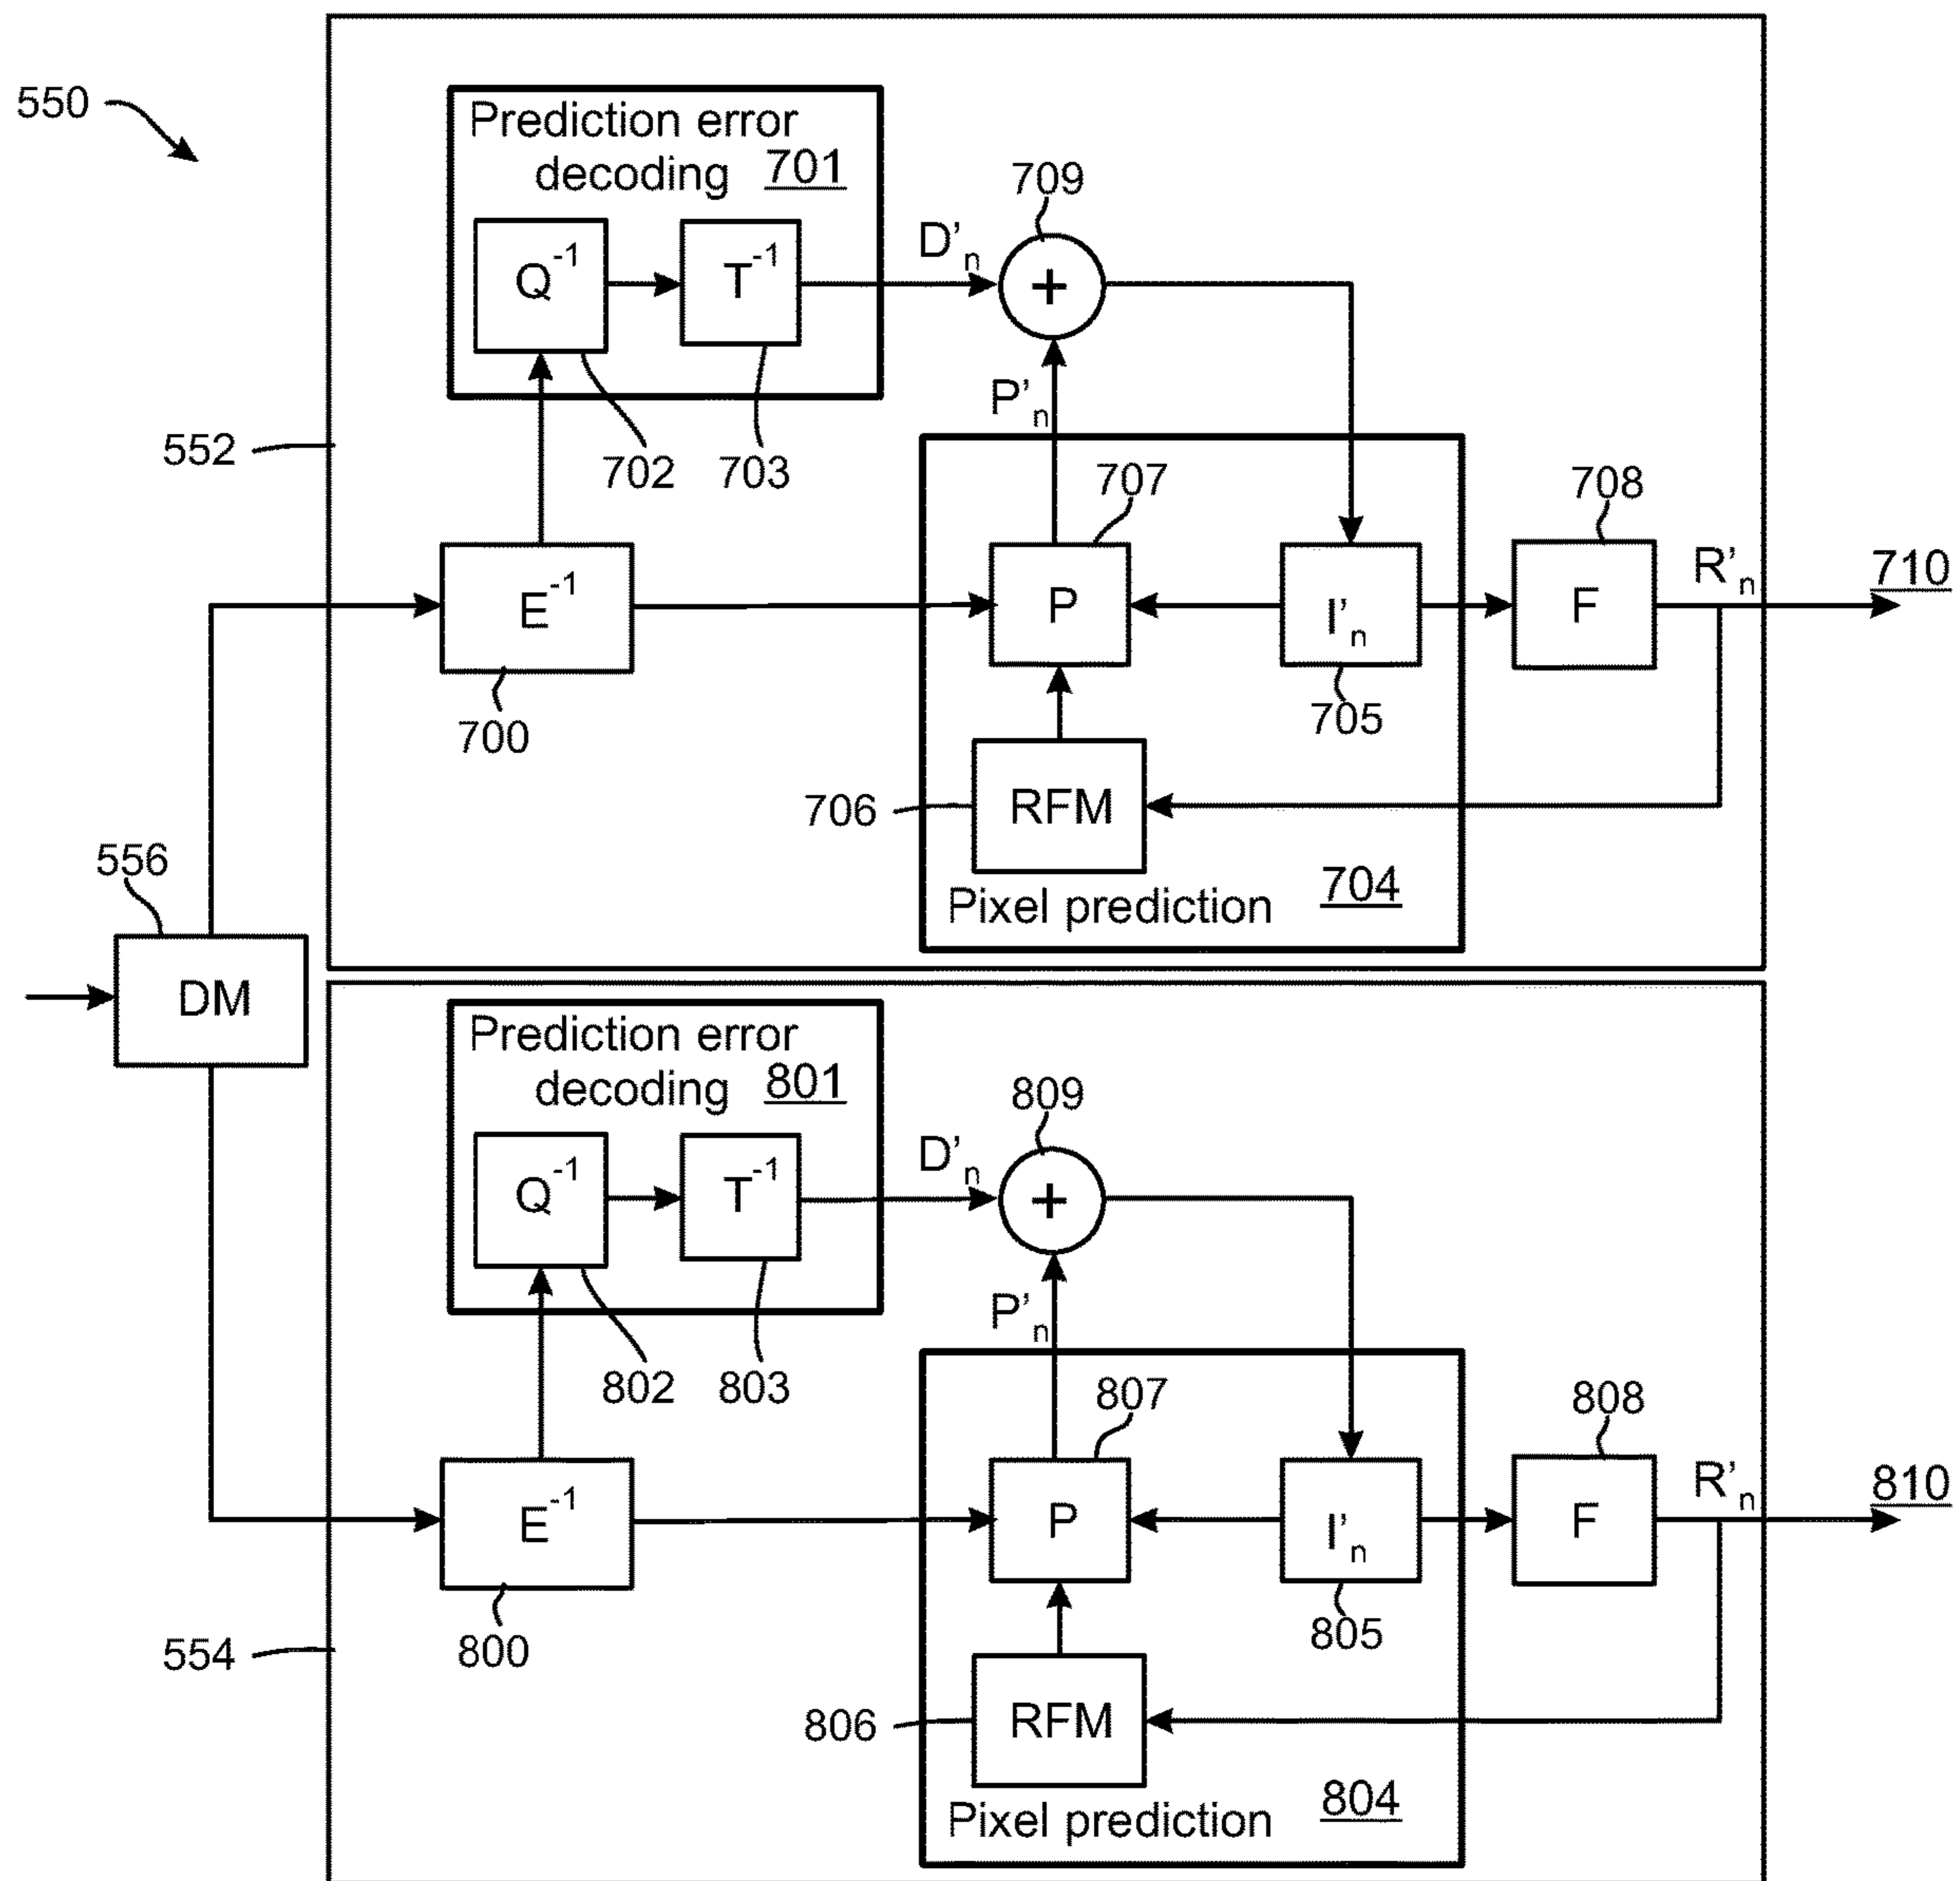 550
Prediction error
decoding 701
709
Q⁻¹
T⁻¹
D'n
+
P'n
552
702
703
707
708
E⁻¹
P
I'n
F
R'n
710
700
705
706
RFM
556
Pixel prediction 704
DM
Prediction error
decoding 801
809
Q⁻¹
T⁻¹
D'n
+
P'n
802
803
807
808
E⁻¹
P
I'n
F
R'n
810
554
800
805
806
RFM
Pixel prediction 804